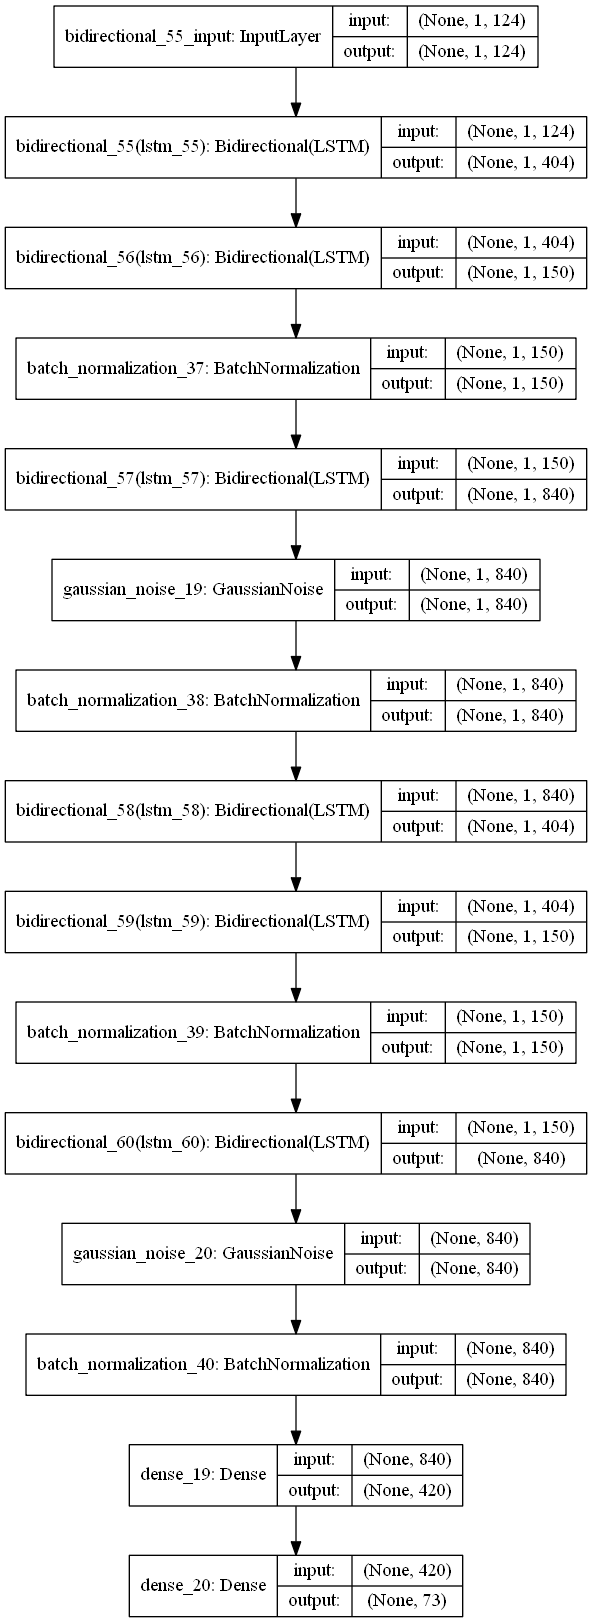 bidirectional_55_input: InputLayer
input: (None, 1, 124)
output: (None, 1, 124)
bidirectional_55(lstm_55): Bidirectional(LSTM)
input: (None, 1, 124)
output: (None, 1, 404)
bidirectional_56(lstm_56): Bidirectional(LSTM)
input: (None, 1, 404)
output: (None, 1, 150)
batch_normalization_37: BatchNormalization
input: (None, 1, 150)
output: (None, 1, 150)
bidirectional_57(lstm_57): Bidirectional(LSTM)
input: (None, 1, 150)
output: (None, 1, 840)
gaussian_noise_19: GaussianNoise
input: (None, 1, 840)
output: (None, 1, 840)
batch_normalization_38: BatchNormalization
input: (None, 1, 840)
output: (None, 1, 840)
bidirectional_58(lstm_58): Bidirectional(LSTM)
input: (None, 1, 840)
output: (None, 1, 404)
bidirectional_59(lstm_59): Bidirectional(LSTM)
input: (None, 1, 404)
output: (None, 1, 150)
batch_normalization_39: BatchNormalization
input: (None, 1, 150)
output: (None, 1, 150)
bidirectional_60(lstm_60): Bidirectional(LSTM)
input: (None, 1, 150)
output: (None, 840)
gaussian_noise_20: GaussianNoise
input: (None, 840)
output: (None, 840)
batch_normalization_40: BatchNormalization
input: (None, 840)
output: (None, 840)
dense_19: Dense
input: (None, 840)
output: (None, 420)
dense_20: Dense
input: (None, 420)
output: (None, 73)